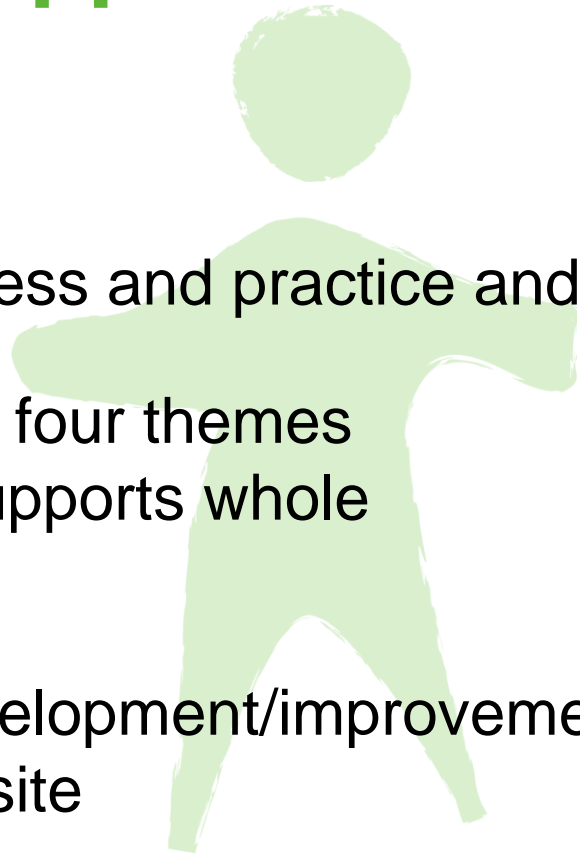 ess and practice and
four themes
upports whole
elopment/improveme
site